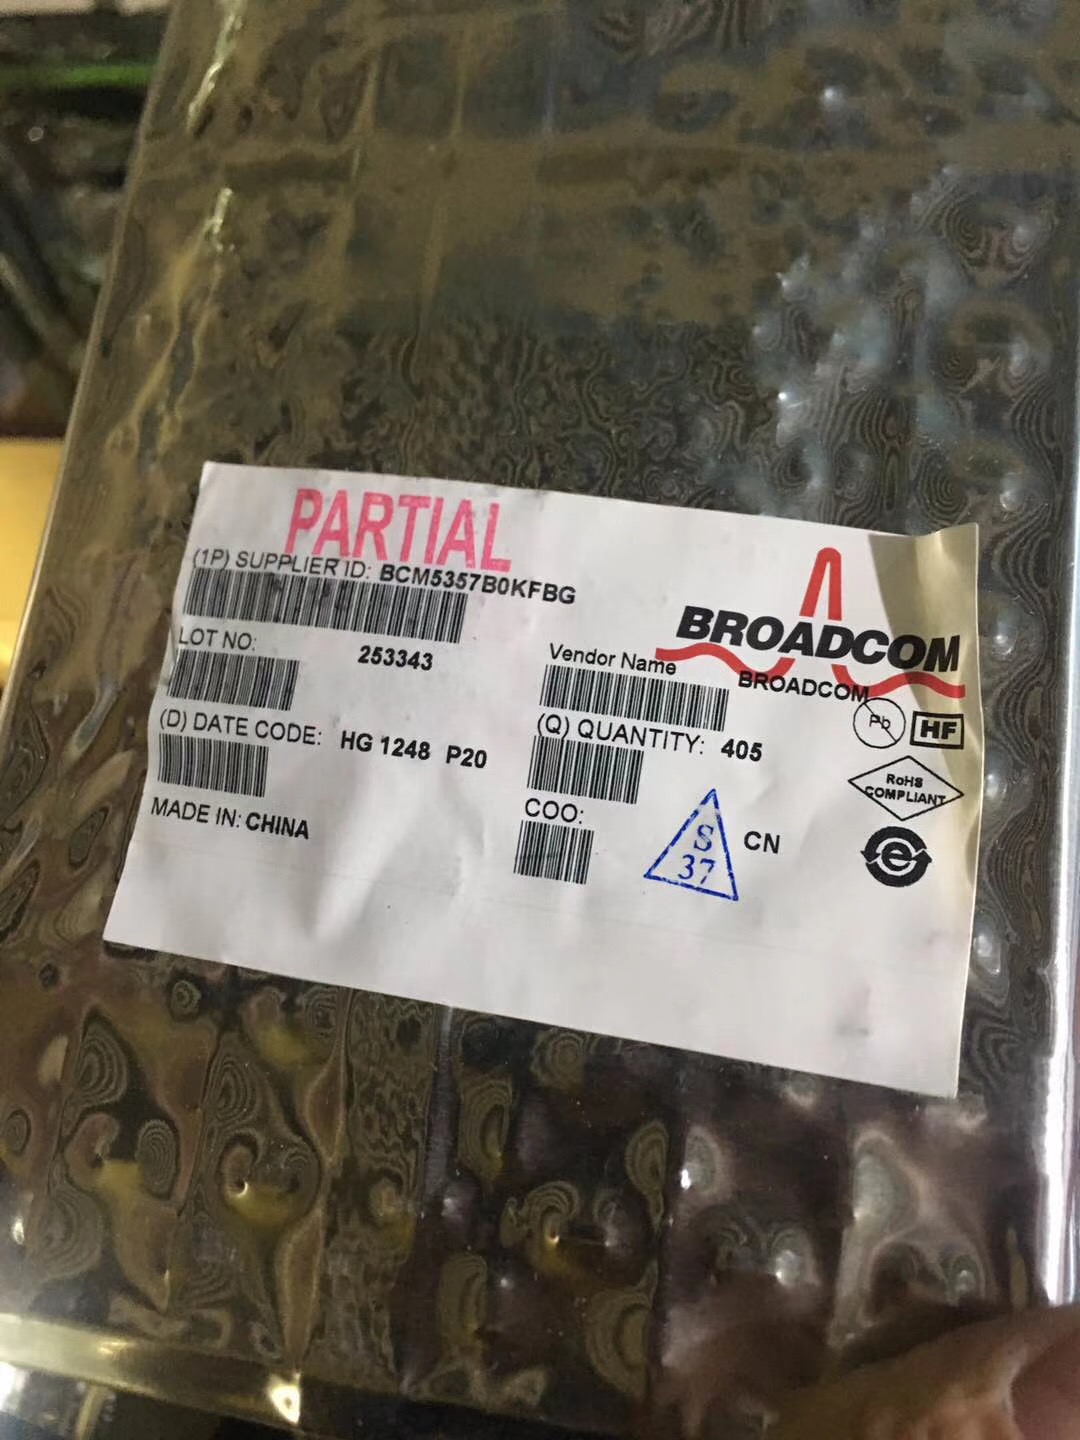 PARTIAL
(1P) SUPPLIER ID: BCM5357B0KFBG
LOT NO: 253343
(D) DATE CODE: HG 1248 P20
MADE IN: CHINA
BROADCOM
Vendor Name BROADCOM
(Q) QUANTITY: 405
COO: CN
S
37
Pb
HF
RoHS
COMPLIANT
e